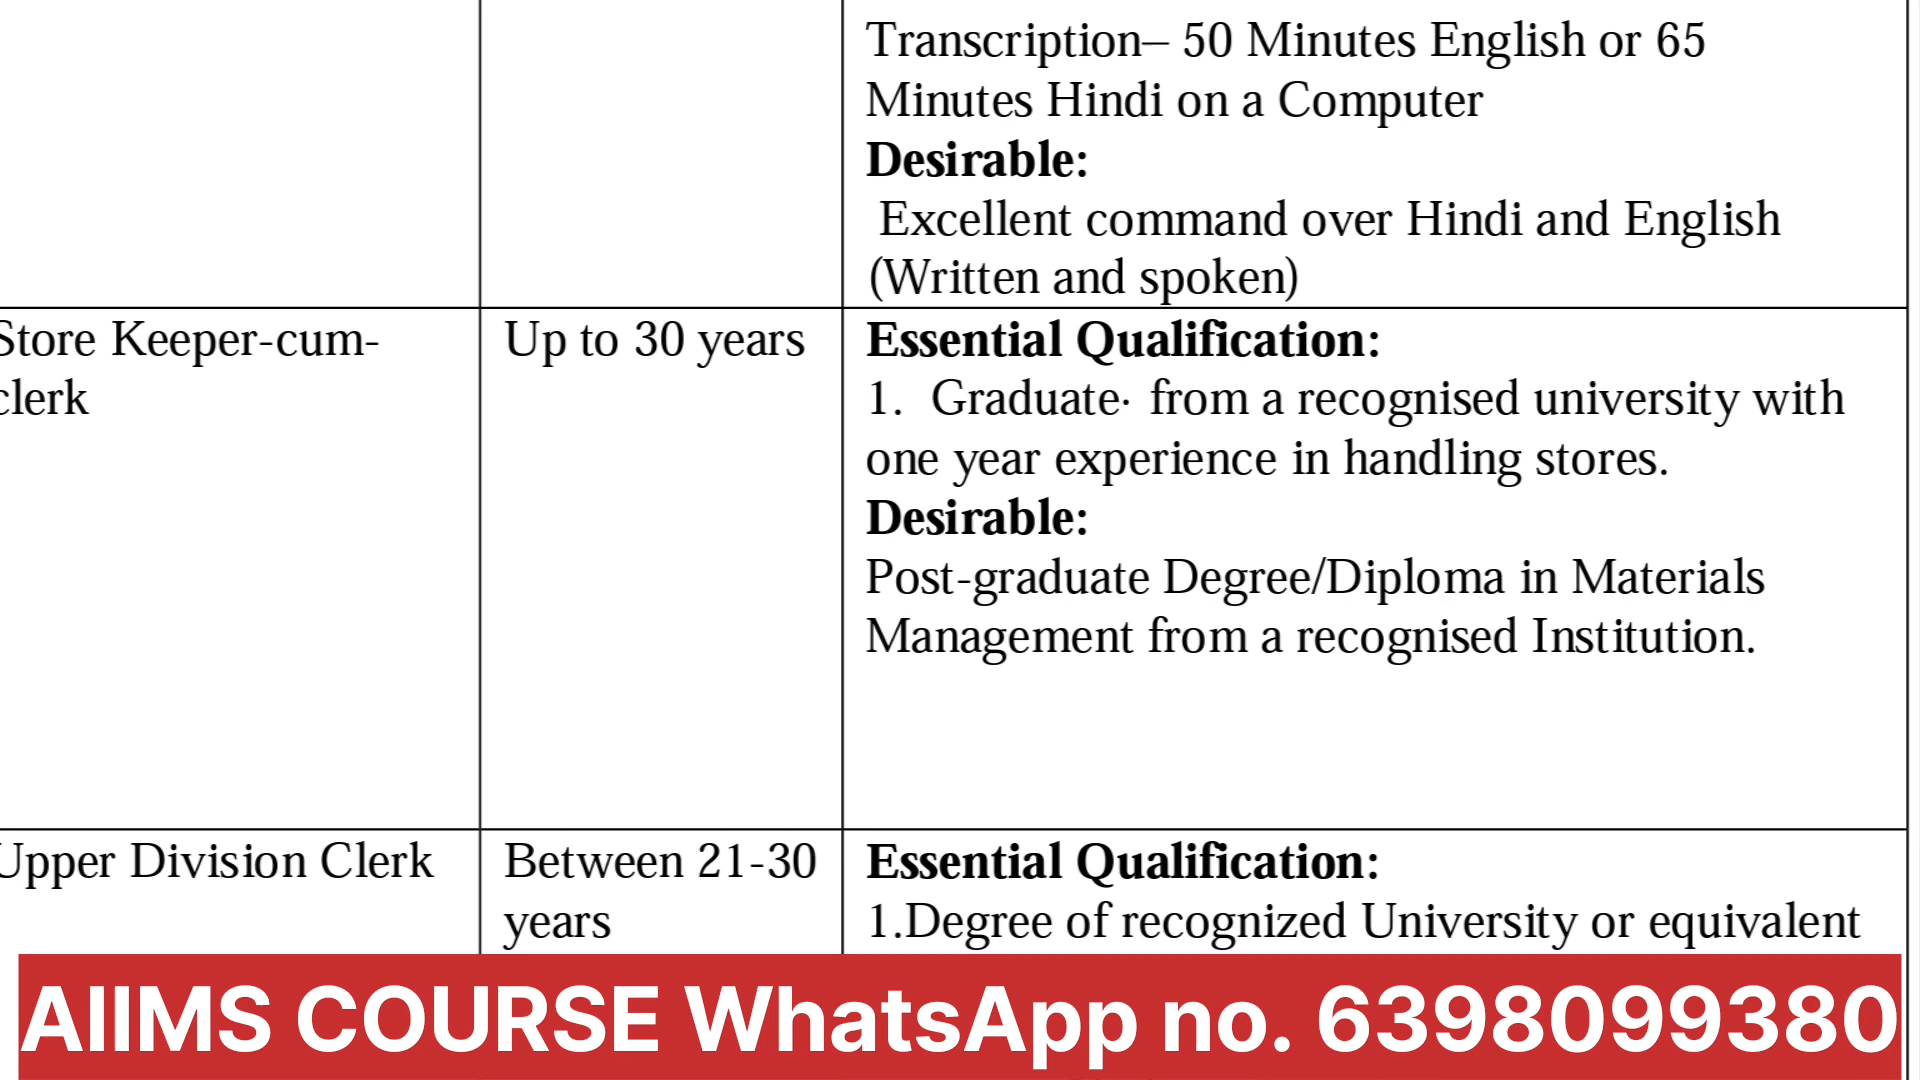 Transcription– 50 Minutes English or 65
Minutes Hindi on a Computer
Desirable:
Excellent command over Hindi and English
(Written and spoken)
Store Keeper-cum-
clerk
Up to 30 years
Essential Qualification:
1. Graduate· from a recognised university with
one year experience in handling stores.
Desirable:
Post-graduate Degree/Diploma in Materials
Management from a recognised Institution.
Upper Division Clerk
Between 21-30
years
Essential Qualification:
1.Degree of recognized University or equivalent
AIIMS COURSE WhatsApp no. 6398099380